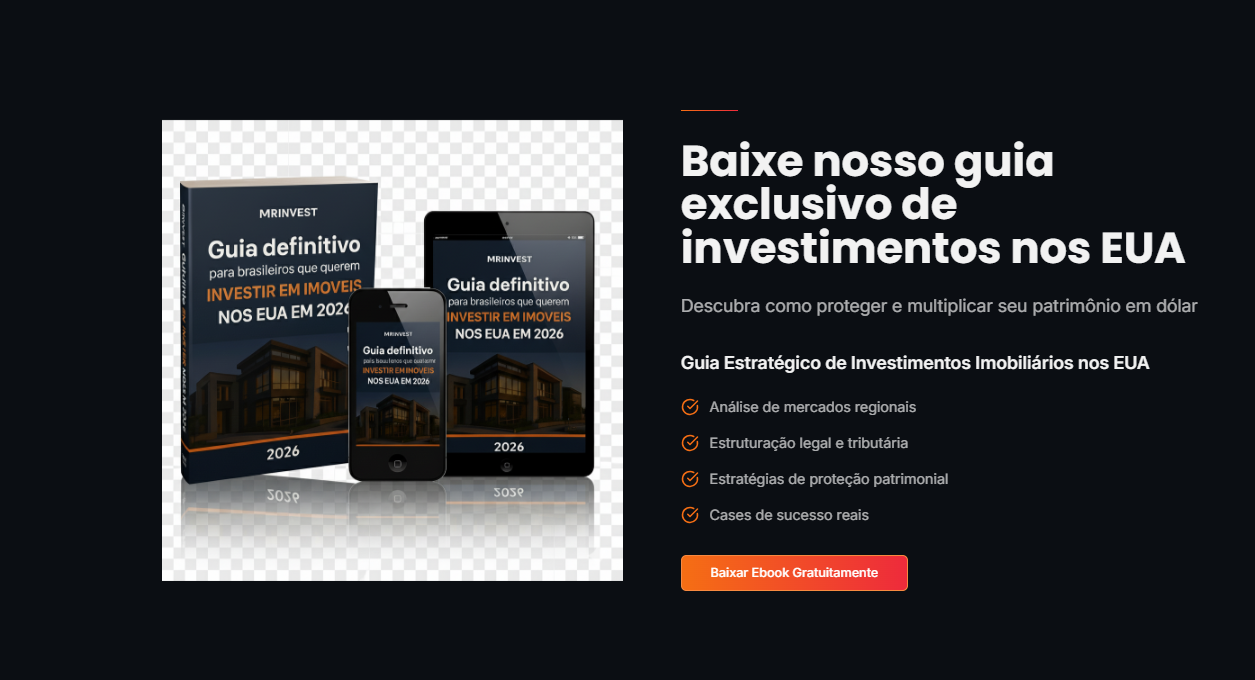 MRINVEST
Guia definitivo
para brasileiros que querem
INVESTIR EM IMOVEIS
NOS EUA EM 2026
2026
MRINVEST
Guia definitivo
INVESTIR EM IMOVEIS
NOS EUA EM 2026
MRINVEST
Guia definitivo
para brasileiros que querem
INVESTIR EM IMOVEIS
NOS EUA EM 2026
2026
Baixe nosso guia
exclusivo de
investimentos nos EUA
Descubra como proteger e multiplicar seu patrimônio em dólar
Guia Estratégico de Investimentos Imobiliários nos EUA
Análise de mercados regionais
Estruturação legal e tributária
Estratégias de proteção patrimonial
Cases de sucesso reais
Baixar Ebook Gratuitamente